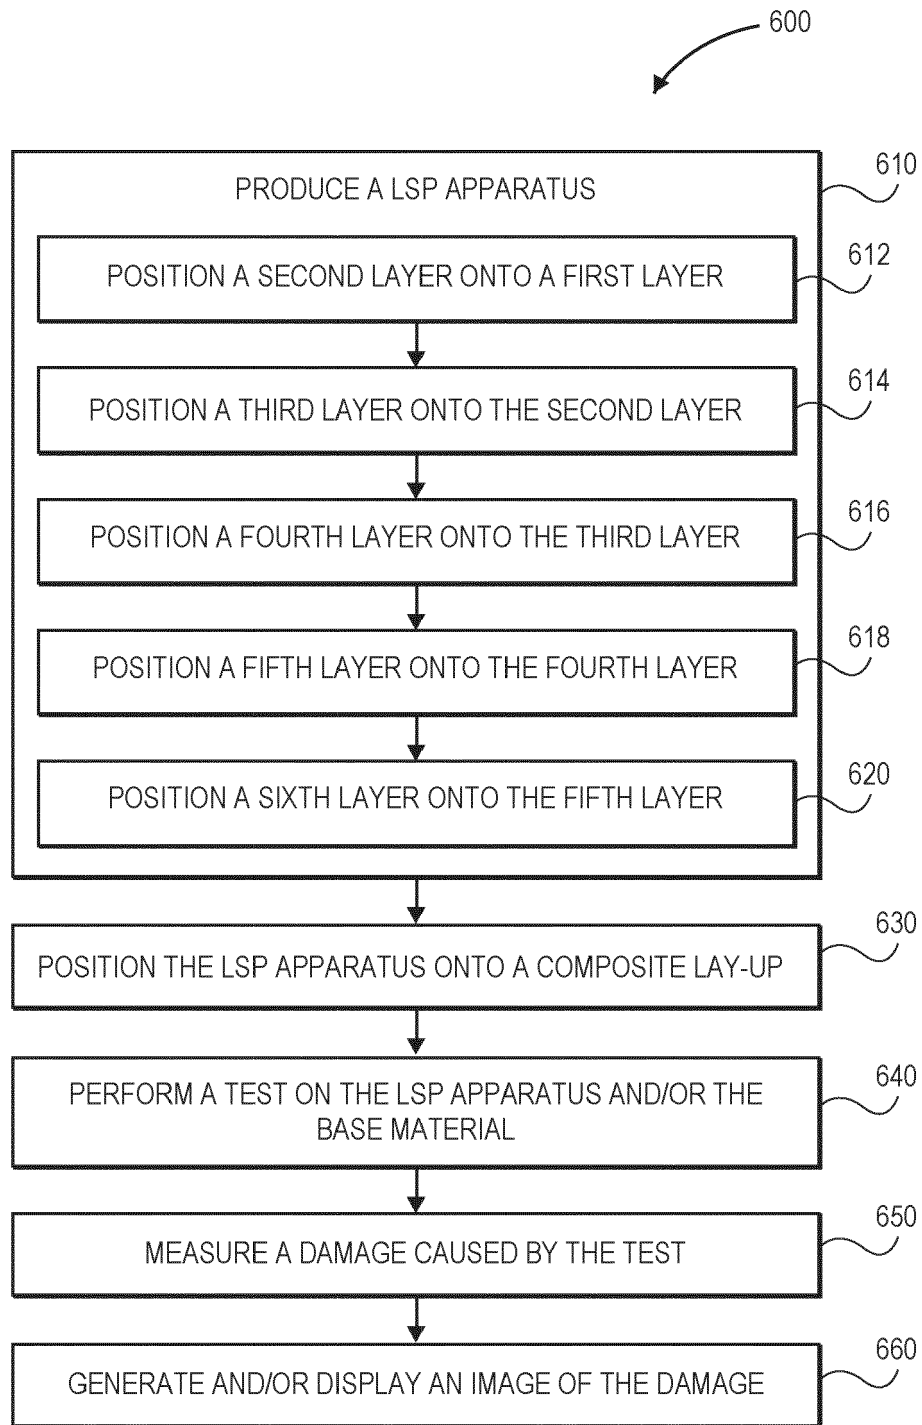 600
610
PRODUCE A LSP APPARATUS
612
POSITION A SECOND LAYER ONTO A FIRST LAYER
614
POSITION A THIRD LAYER ONTO THE SECOND LAYER
616
POSITION A FOURTH LAYER ONTO THE THIRD LAYER
618
POSITION A FIFTH LAYER ONTO THE FOURTH LAYER
620
POSITION A SIXTH LAYER ONTO THE FIFTH LAYER
630
POSITION THE LSP APPARATUS ONTO A COMPOSITE LAY-UP
640
PERFORM A TEST ON THE LSP APPARATUS AND/OR THE
BASE MATERIAL
650
MEASURE A DAMAGE CAUSED BY THE TEST
660
GENERATE AND/OR DISPLAY AN IMAGE OF THE DAMAGE